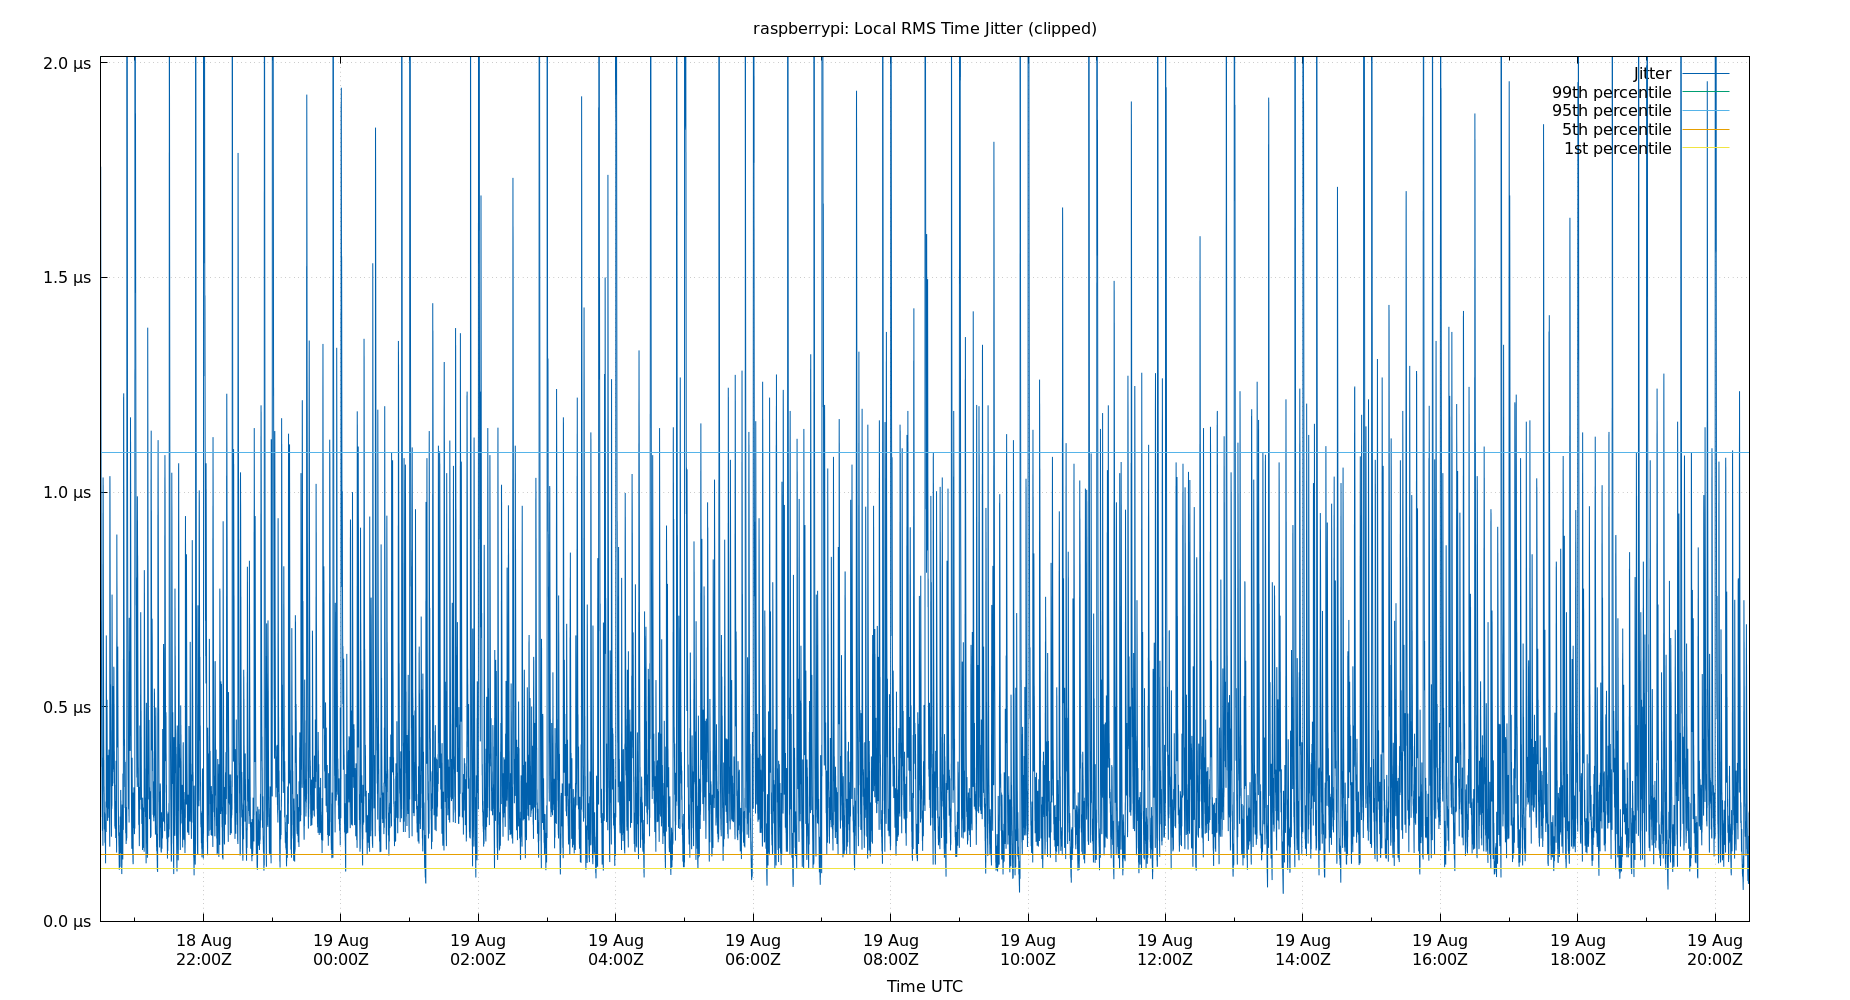 raspberrypi: Local RMS Time Jitter (clipped)
2.0 µs
1.5 µs
1.0 µs
0.5 µs
0.0 µs
Jitter
99th percentile
95th percentile
5th percentile
1st percentile
18 Aug
22:00Z
19 Aug
00:00Z
19 Aug
02:00Z
19 Aug
04:00Z
19 Aug
06:00Z
19 Aug
08:00Z
19 Aug
10:00Z
19 Aug
12:00Z
19 Aug
14:00Z
19 Aug
16:00Z
19 Aug
18:00Z
19 Aug
20:00Z
Time UTC